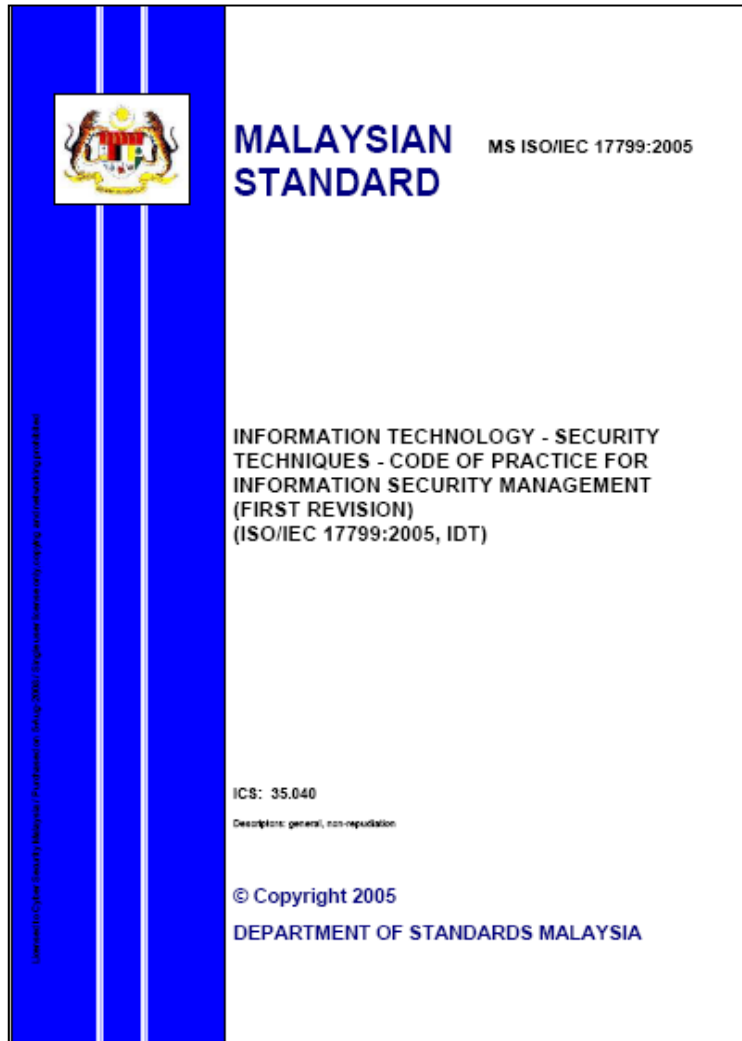 MALAYSIAN
STANDARD
MS ISO/IEC 17799:2005
INFORMATION TECHNOLOGY - SECURITY
TECHNIQUES - CODE OF PRACTICE FOR
INFORMATION SECURITY MANAGEMENT
(FIRST REVISION)
(ISO/IEC 17799:2005, IDT)
ICS: 35.040
Descriptors: general, non-repudiation
© Copyright 2005
DEPARTMENT OF STANDARDS MALAYSIA